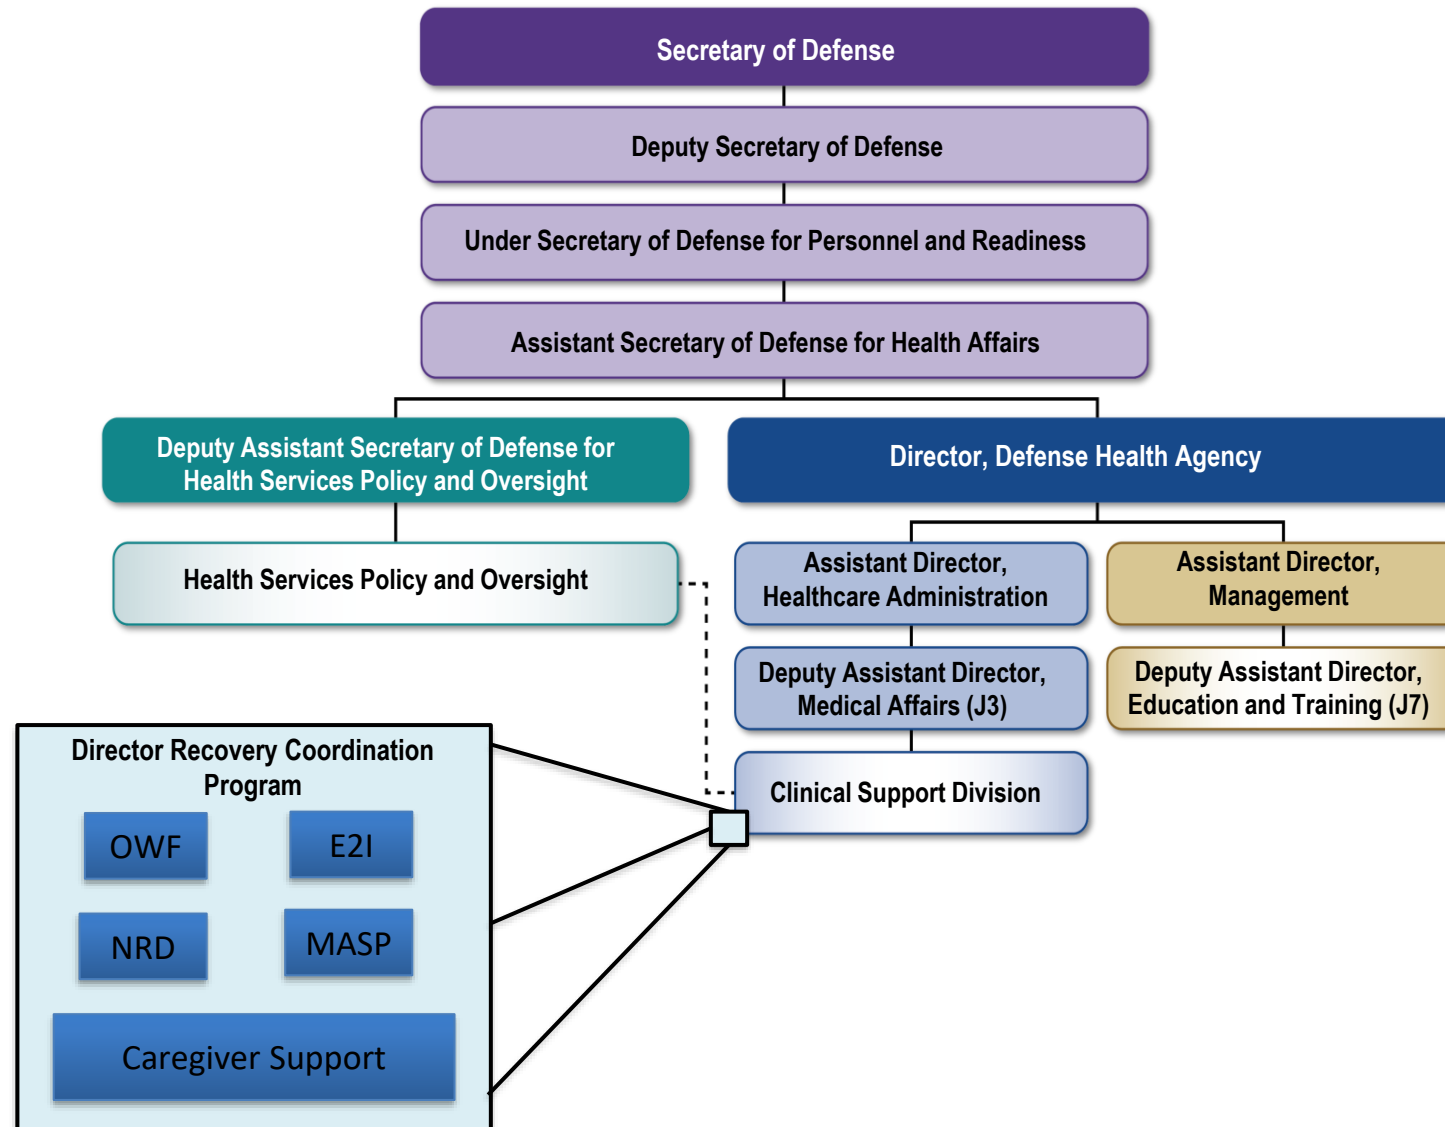 Secretary of Defense
Deputy Secretary of Defense
Under Secretary of Defense for Personnel and Readiness
Assistant Secretary of Defense for Health Affairs
Deputy Assistant Secretary of Defense for
Health Services Policy and Oversight
Director, Defense Health Agency
Health Services Policy and Oversight
Assistant Director,
Healthcare Administration
Assistant Director,
Management
Deputy Assistant Director,
Medical Affairs (J3)
Deputy Assistant Director,
Education and Training (J7)
Clinical Support Division
Director Recovery Coordination
Program
OWF
E2I
NRD
MASP
Caregiver Support